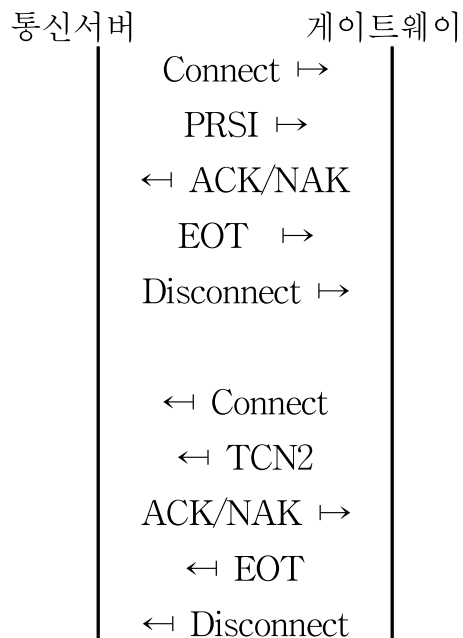 통신서버 게이트웨이
Connect ↦
PRSI ↦
↤ ACK/NAK
EOT ↦
Disconnect ↦
↤ Connect
↤ TCN2
ACK/NAK ↦
↤ EOT
↤ Disconnect